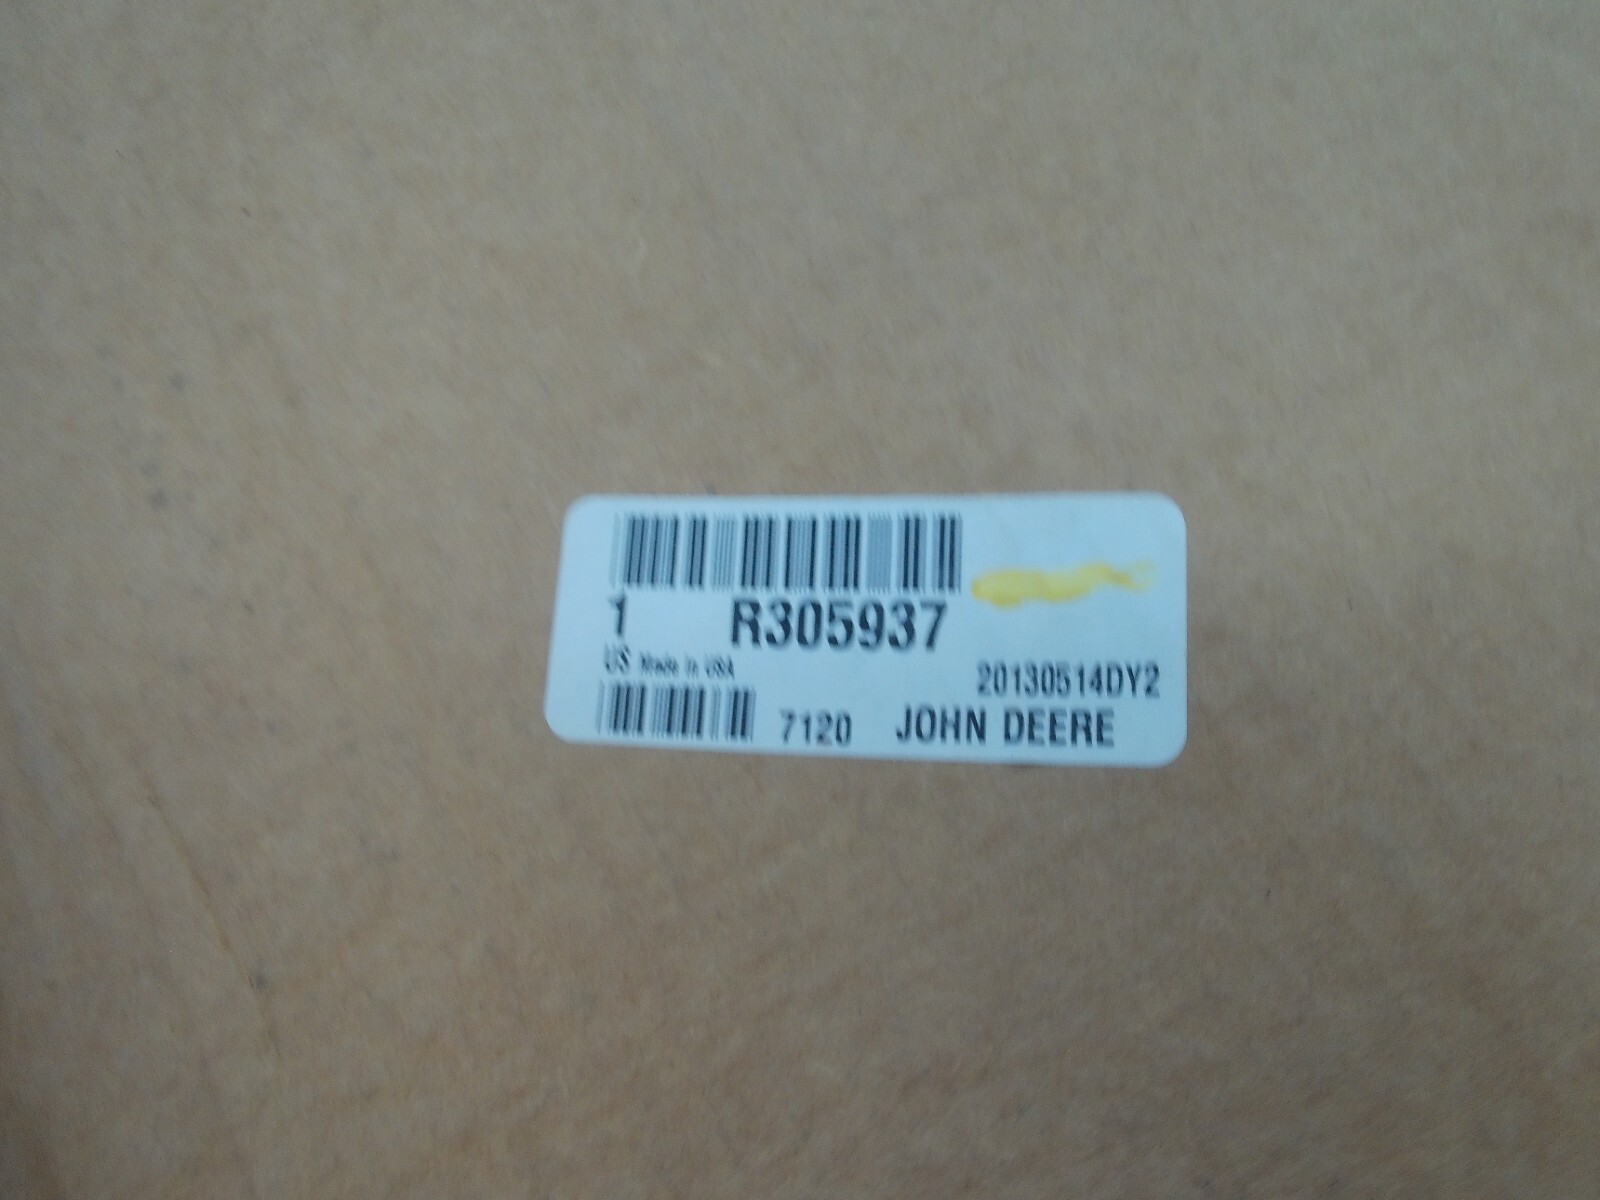 1 R305937
US Made in USA
20130514DY2
7120 JOHN DEERE